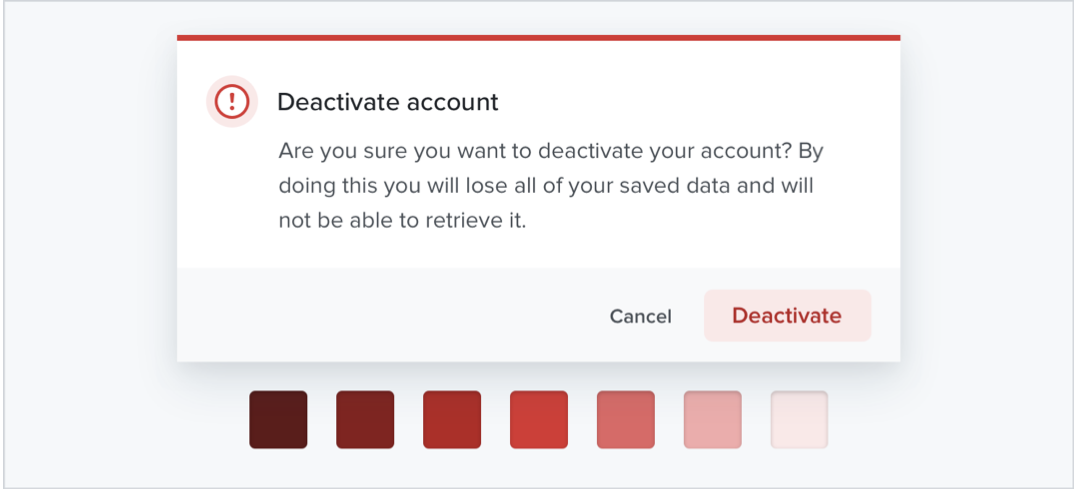 Deactivate account
Are you sure you want to deactivate your account? By
doing this you will lose all of your saved data and will
not be able to retrieve it.
Cancel
Deactivate